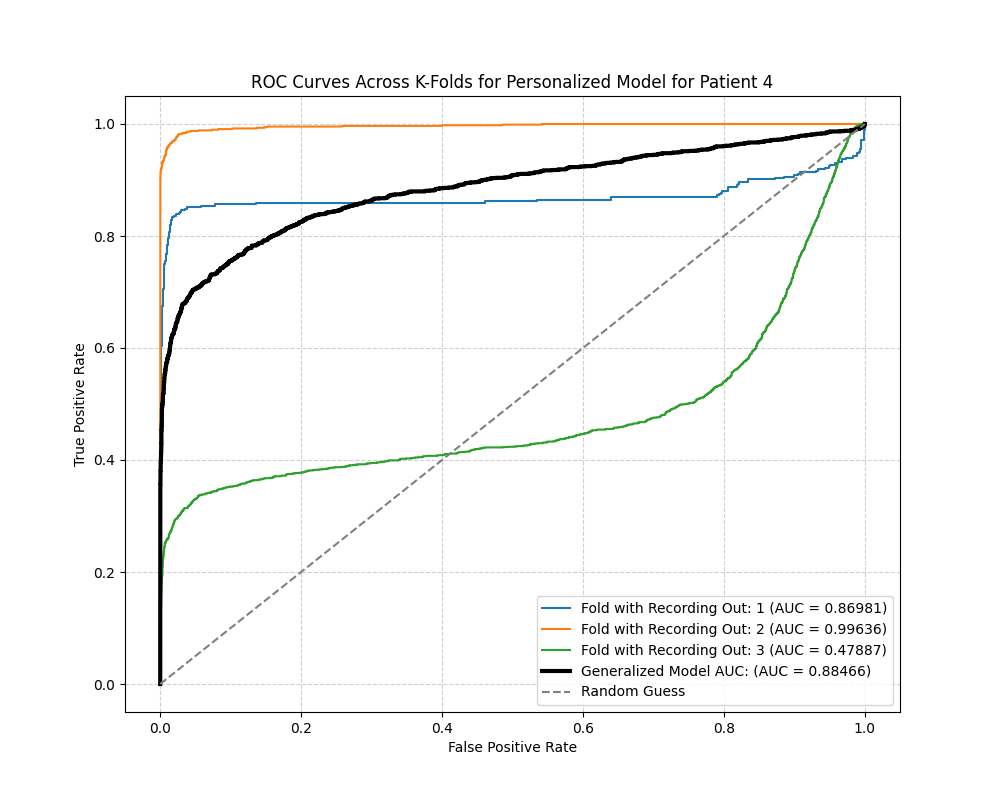 ROC Curves Across K-Folds for Personalized Model for Patient 4
True Positive Rate
1.0
0.8
0.6
0.4
0.2
0.0
Fold with Recording Out: 1 (AUC = 0.86981)
Fold with Recording Out: 2 (AUC = 0.99636)
Fold with Recording Out: 3 (AUC = 0.47887)
Generalized Model AUC: (AUC = 0.88466)
Random Guess
0.0 0.2 0.4 0.6 0.8 1.0
False Positive Rate